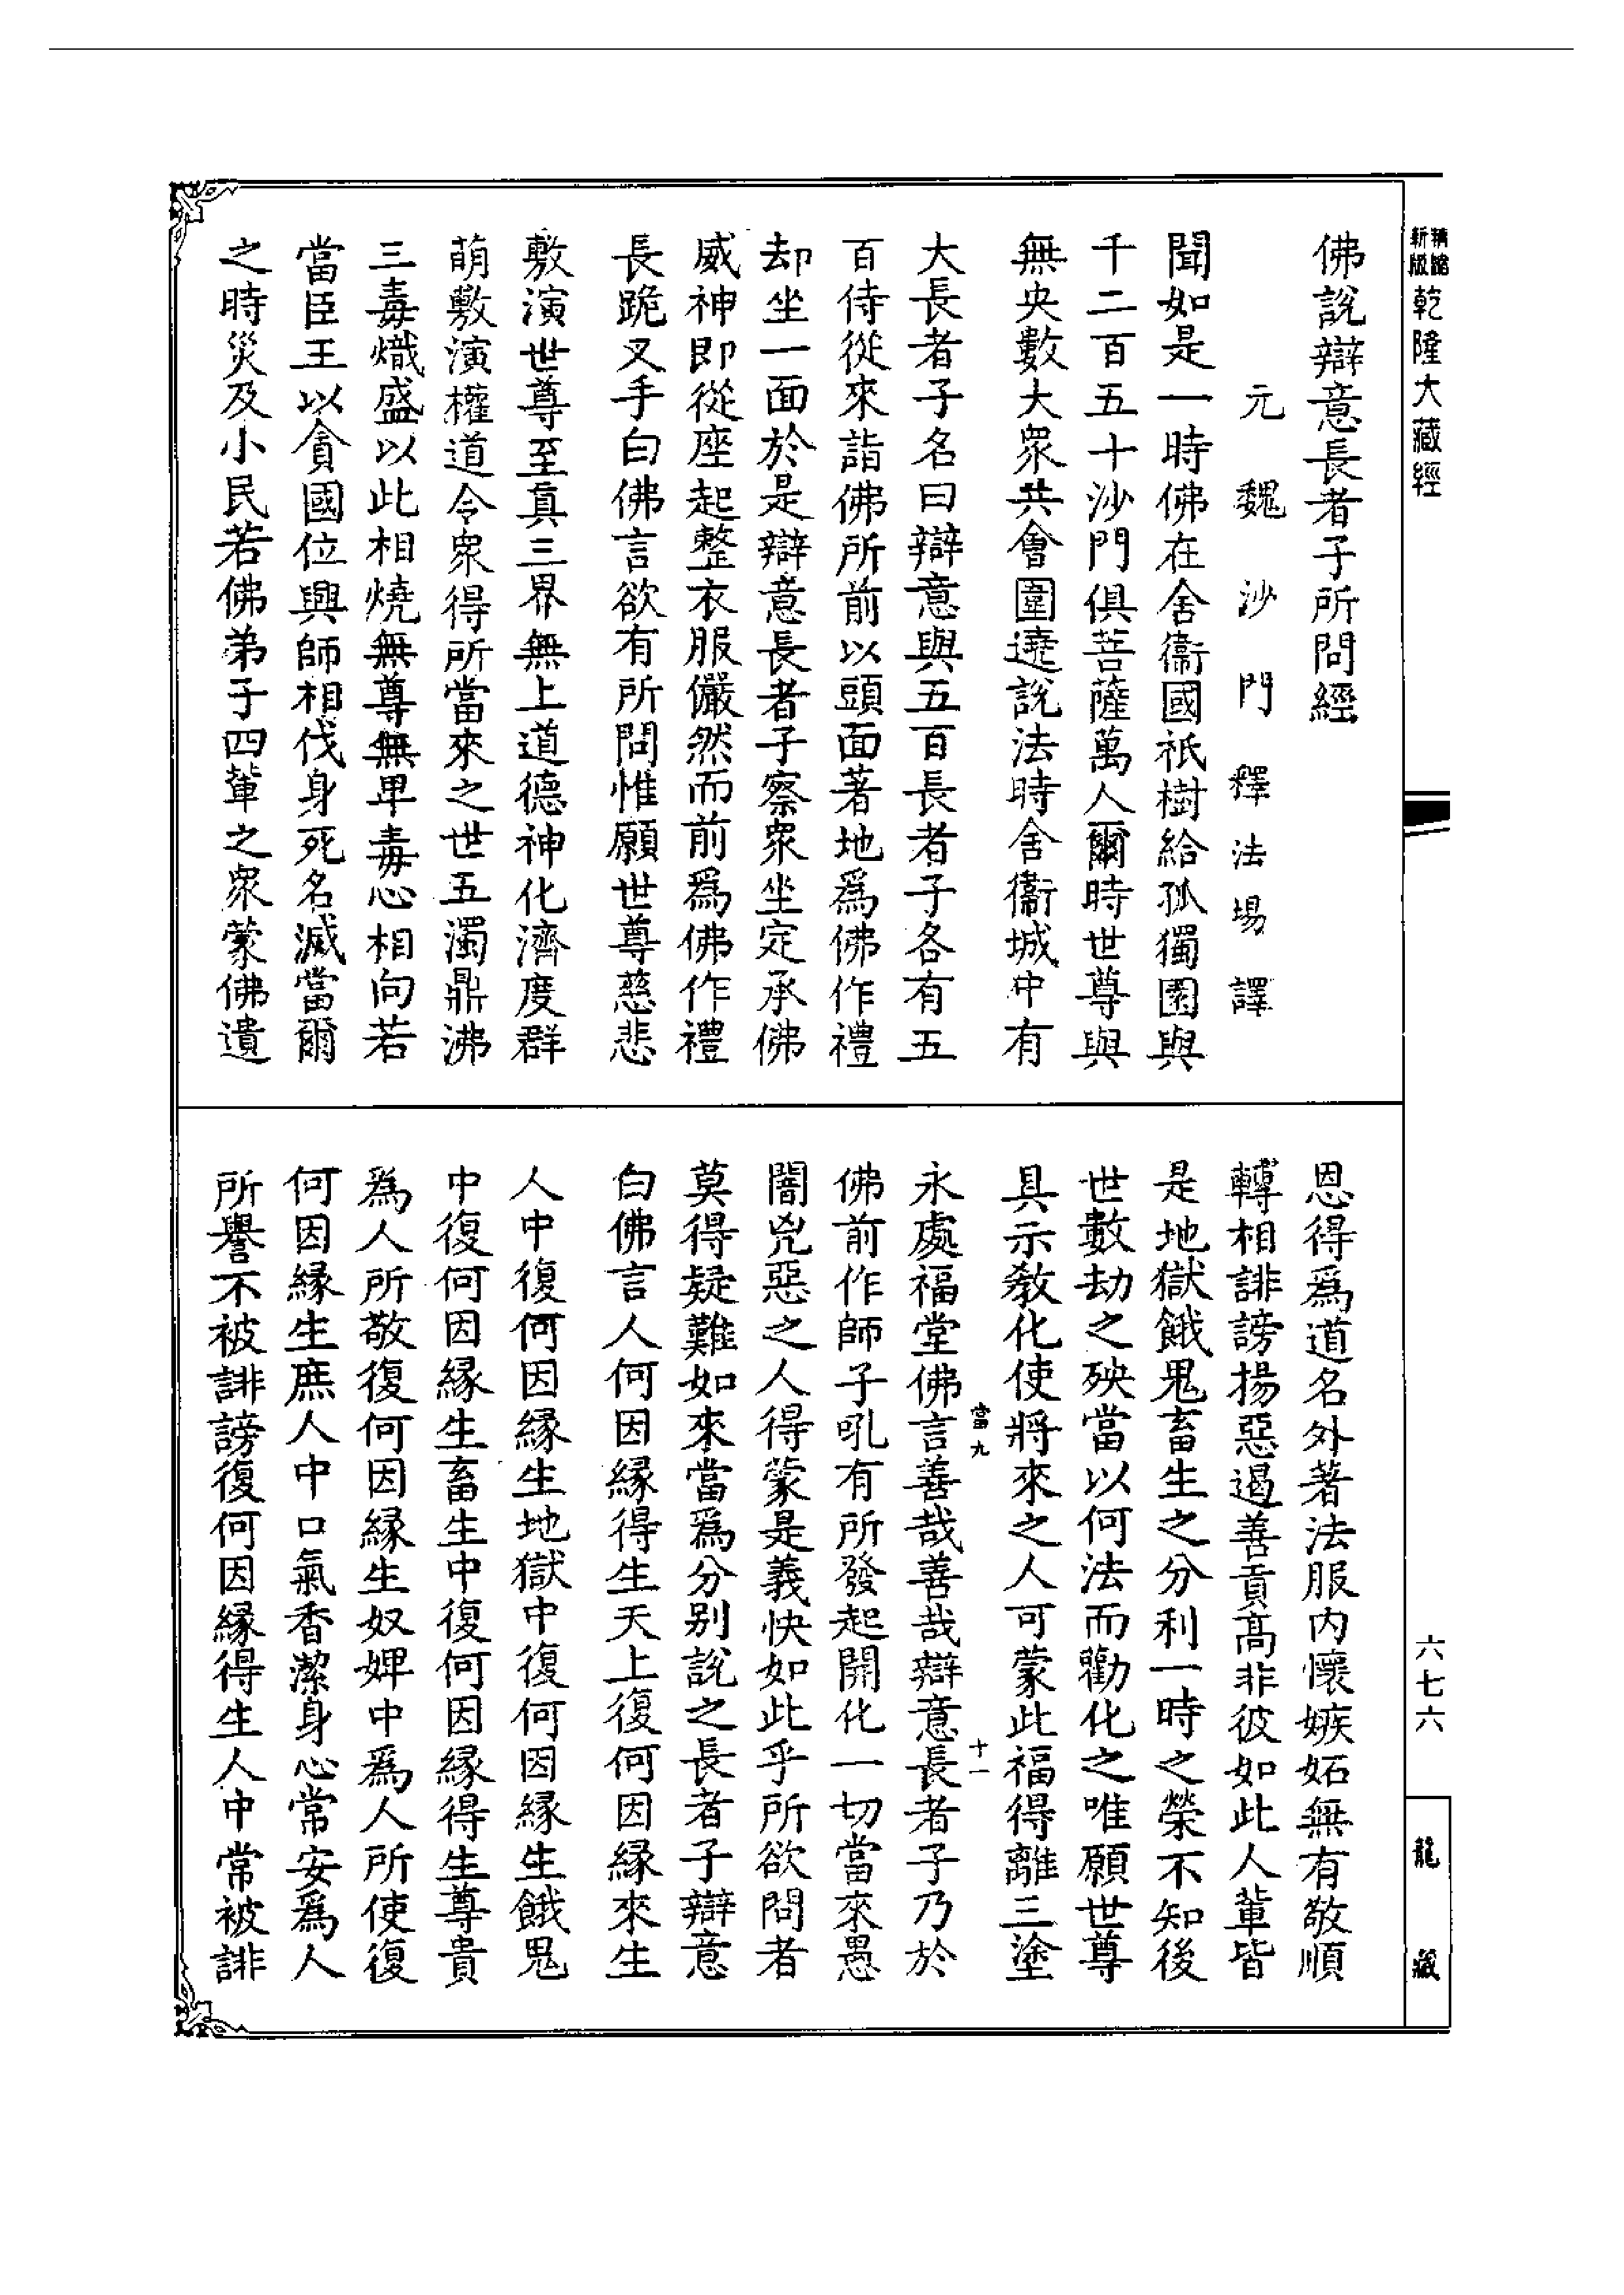 新版精縮乾隆大藏經
佛說辯意長者子所問經
元魏沙門釋法場譯
聞如是一時佛在舍衞國祇樹給孤獨園與
千二百五十沙門俱菩薩萬人爾時世尊與
無央數大衆共會圍遶說法時舍衞城中有
大長者子名曰辯意與五百長者子各有五
百侍從來詣佛所前以頭面著地爲佛作禮
却坐一面於是辯意長者子察衆坐定承佛
威神即從座起整衣服儼然而前爲佛作禮
長跪叉手白佛言欲有所問惟願世尊慈悲
敷演世尊至真三界無上道德神化濟度群
萌敷演權道令衆得所當來之世五濁鼎沸
三毒熾盛以此相燒無尊無卑毒心相向若
當臣王以貪國位興師相伐身死名滅當爾
之時災及小民若佛弟子四輩之衆蒙佛遺
恩得爲道名外著法服內懷嫉妬無有敬順
轉相誹謗揚惡遏善貢高非彼如此人輩皆
是地獄餓鬼畜生之分利一時之榮不知後
世數劫之殃當以何法而勸化之唯願世尊
具示教化使將來之人可蒙此福得離三塗
永處福堂佛言善哉善哉辯意長者子乃於
當九
十一
佛前作師子吼有所發起開化一切當來愚
闇兇惡之人得蒙是義快如此乎所欲問者
莫得疑難如來當爲分别說之長者子辯意
白佛言人何因緣得生天上復何因緣來生
人中復何因緣生地獄中復何因緣生餓鬼
中復何因緣生畜生中復何因緣得生尊貴
爲人所敬復何因緣生奴婢中爲人所使復
何因緣生庶人中口氣香潔身心常安爲人
所譽不被誹謗復何因緣得生人中常被誹
六七六
龍藏